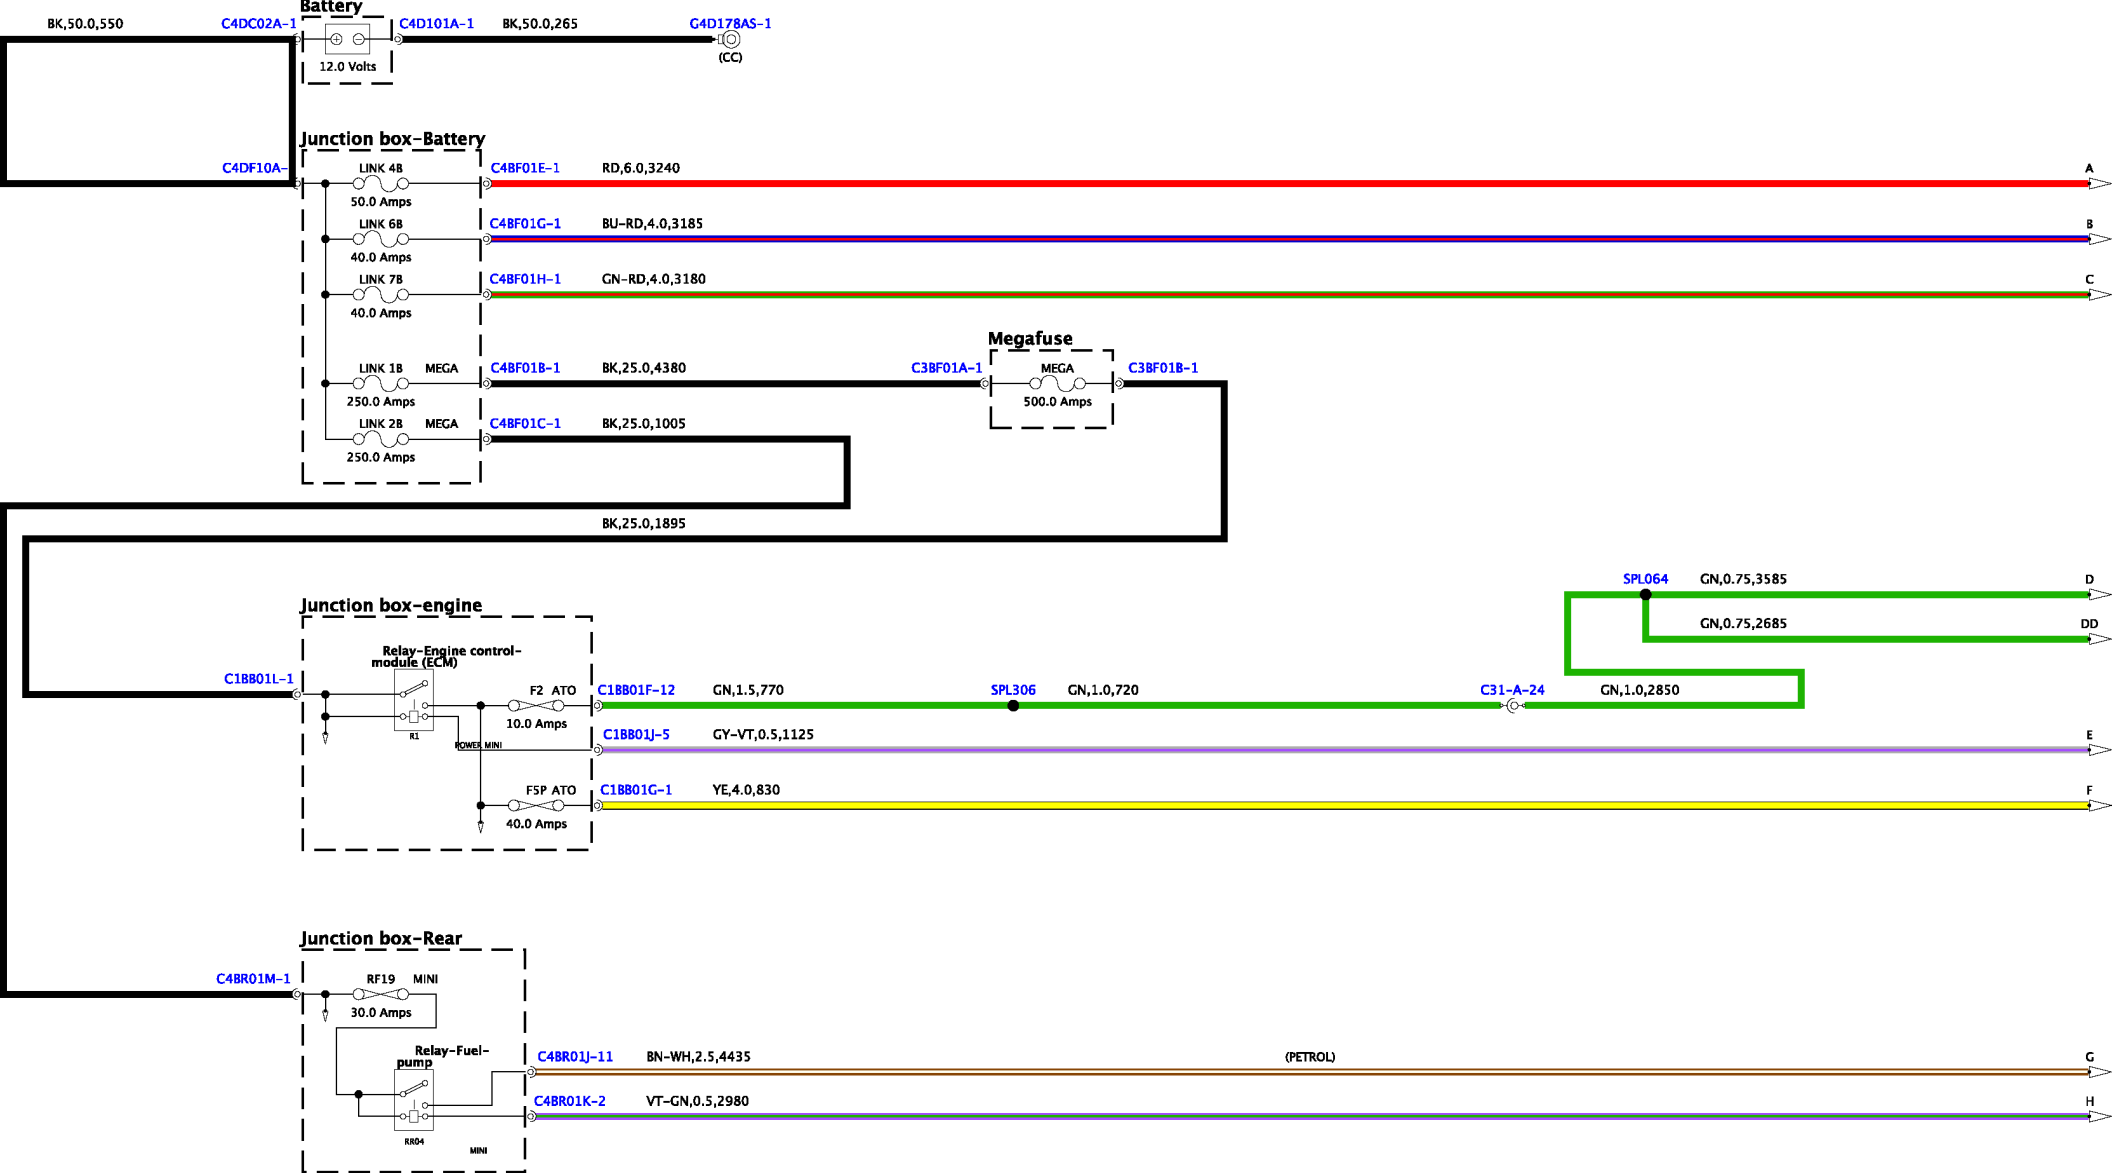 Battery
BK,50.0,550
C4DC02A-1
C4D101A-1
BK,50.0,265
G4D178AS-1
12.0 Volts
(CC)
Junction box-Battery
C4DF10A-
LINK 4B
50.0 Amps
C4BF01E-1
RD,6.0,3240
A
LINK 6B
40.0 Amps
C4BF01G-1
BU-RD,4.0,3185
B
LINK 7B
40.0 Amps
C4BF01H-1
GN-RD,4.0,3180
C
LINK 1B MEGA
250.0 Amps
C4BF01B-1
BK,25.0,4380
C3BF01A-1
Megafuse
MEGA
500.0 Amps
C3BF01B-1
LINK 2B MEGA
250.0 Amps
C4BF01C-1
BK,25.0,1005
BK,25.0,1895
SPL064
GN,0.75,3585
D
GN,0.75,2685
DD
Junction box-engine
Relay-Engine control-
module (ECM)
C1BB01L-1
R1
POWER MINI
F2 ATO
10.0 Amps
C1BB01F-12
GN,1.5,770
SPL306
GN,1.0,720
C31-A-24
GN,1.0,2850
C1BB01J-5
GY-VT,0.5,1125
E
F5P ATO
40.0 Amps
C1BB01G-1
YE,4.0,830
F
Junction box-Rear
C4BR01M-1
RF19 MINI
30.0 Amps
Relay-Fuel-
pump
RR04
MINI
C4BR01J-11
BN-WH,2.5,4435
(PETROL)
G
C4BR01K-2
VT-GN,0.5,2980
H